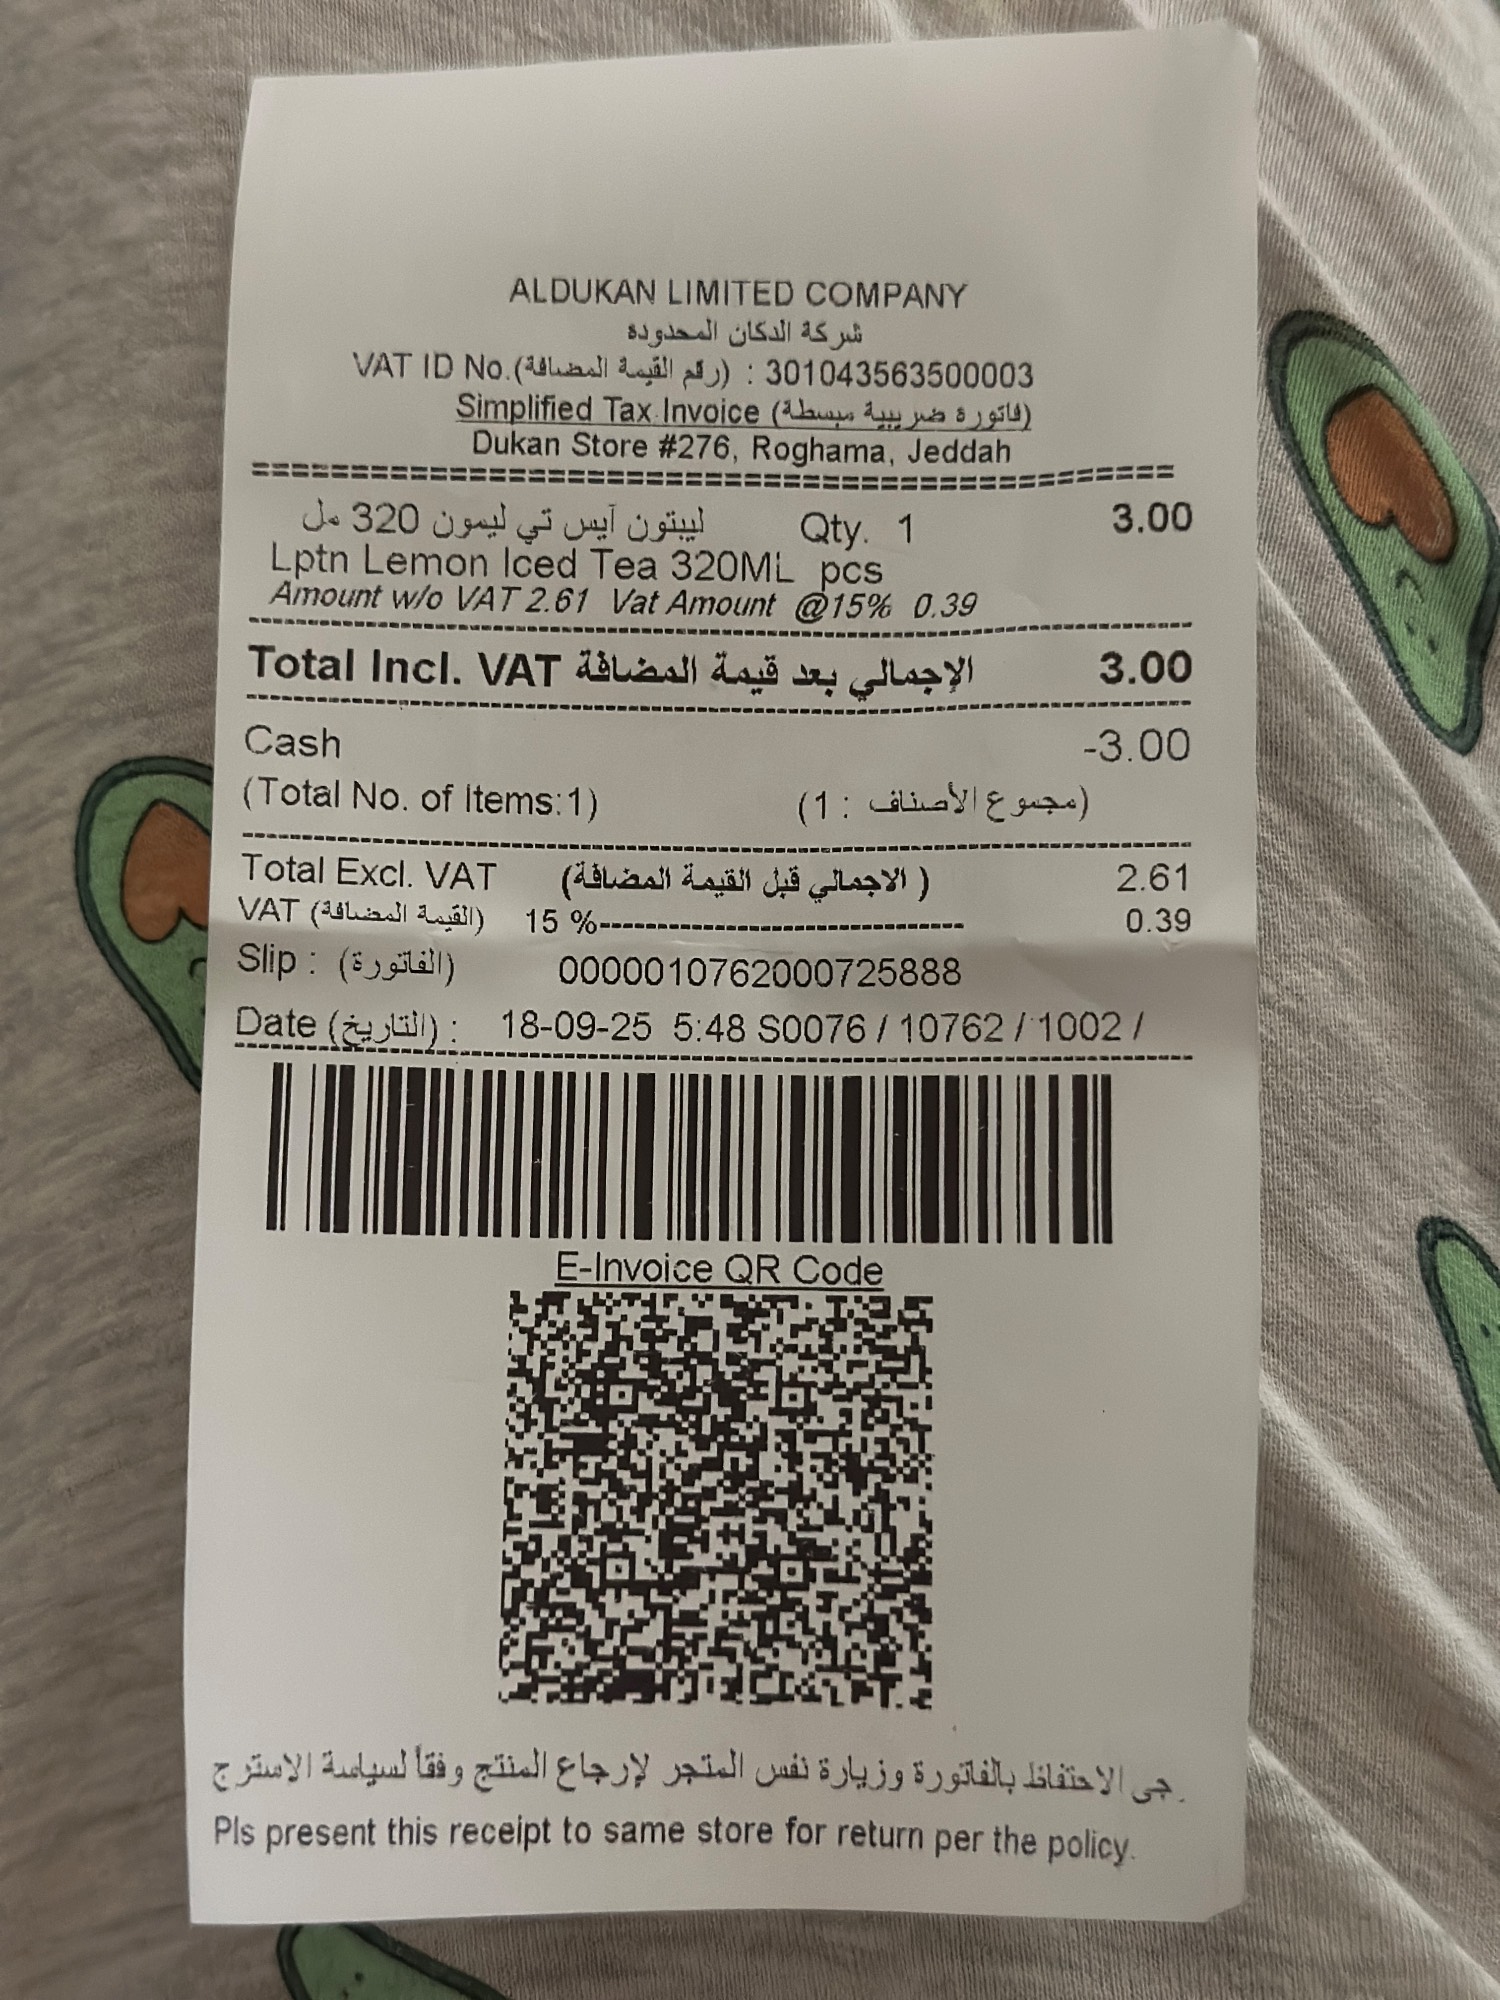 ALDUKAN LIMITED COMPANY
شركة الدكان المحدودة
VAT ID No.(رقم القيمة المضافة) : 301043563500003
Simplified Tax Invoice (فاتورة ضريبية مبسطة)
Dukan Store #276, Roghama, Jeddah
ليبتون آيس تي ليمون 320 مل Qty. 1 3.00
Lptn Lemon Iced Tea 320ML pcs
Amount w/o VAT 2.61 Vat Amount @15% 0.39
Total Incl. VAT الإجمالي بعد قيمة المضافة 3.00
Cash -3.00
(Total No. of Items:1) (مجموع الأصناف : 1)
Total Excl. VAT (الاجمالي قبل القيمة المضافة) 2.61
VAT (القيمة المضافة) 15 %---------------------------------- 0.39
Slip : (الفاتورة) 0000010762000725888
Date (التاريخ) : 18-09-25 5:48 S0076 / 10762 / 1002 /
E-Invoice QR Code
جى الاحتفاظ بالفاتورة وزيارة نفس المتجر لإرجاع المنتج وفقاً لسياسة الاسترج.
Pls present this receipt to same store for return per the policy.